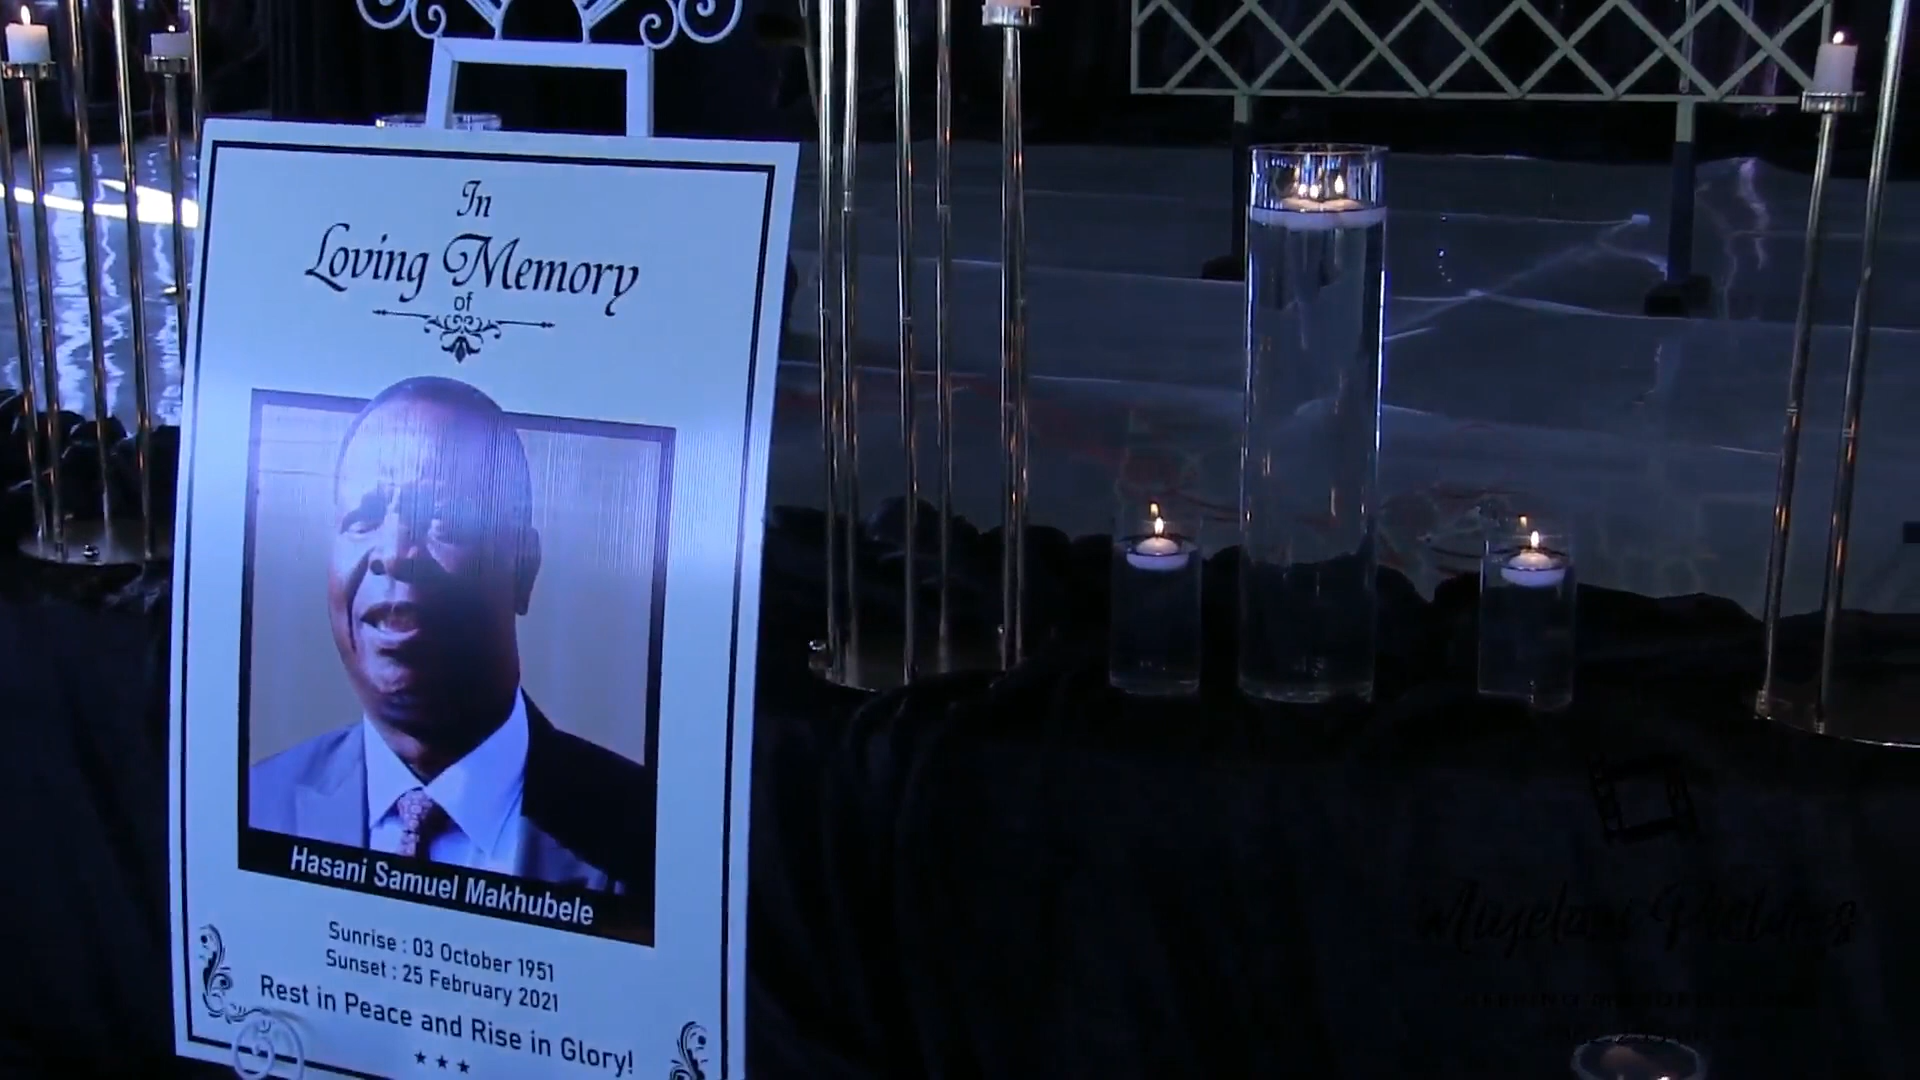 In
Loving Memory
of
Hasani Samuel Makhubele
Sunrise : 03 October 1951
Sunset : 25 February 2021
Rest in Peace and Rise in Glory!